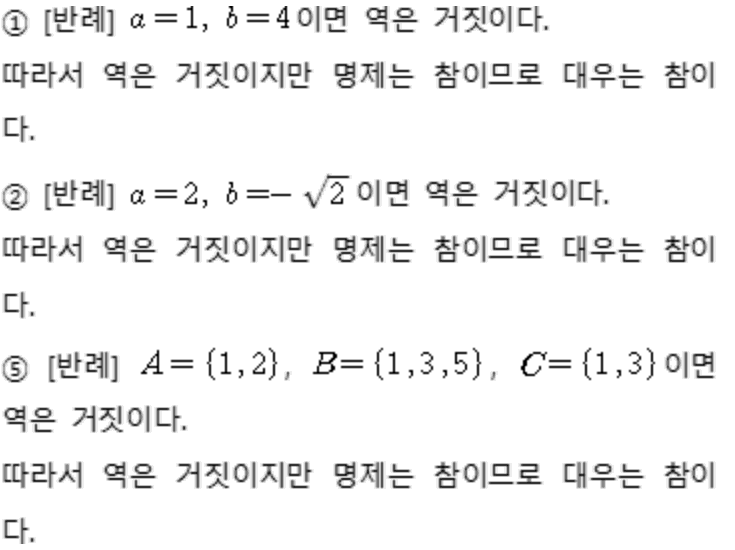 ① [반례] a=1, b=4이면 역은 거짓이다.
따라서 역은 거짓이지만 명제는 참이므로 대우는 참이
다.
② [반례] a=2, b=-√2이면 역은 거짓이다.
따라서 역은 거짓이지만 명제는 참이므로 대우는 참이
다.
⑤ [반례] A={1,2}, B={1,3,5}, C={1,3}이면
역은 거짓이다.
따라서 역은 거짓이지만 명제는 참이므로 대우는 참이
다.